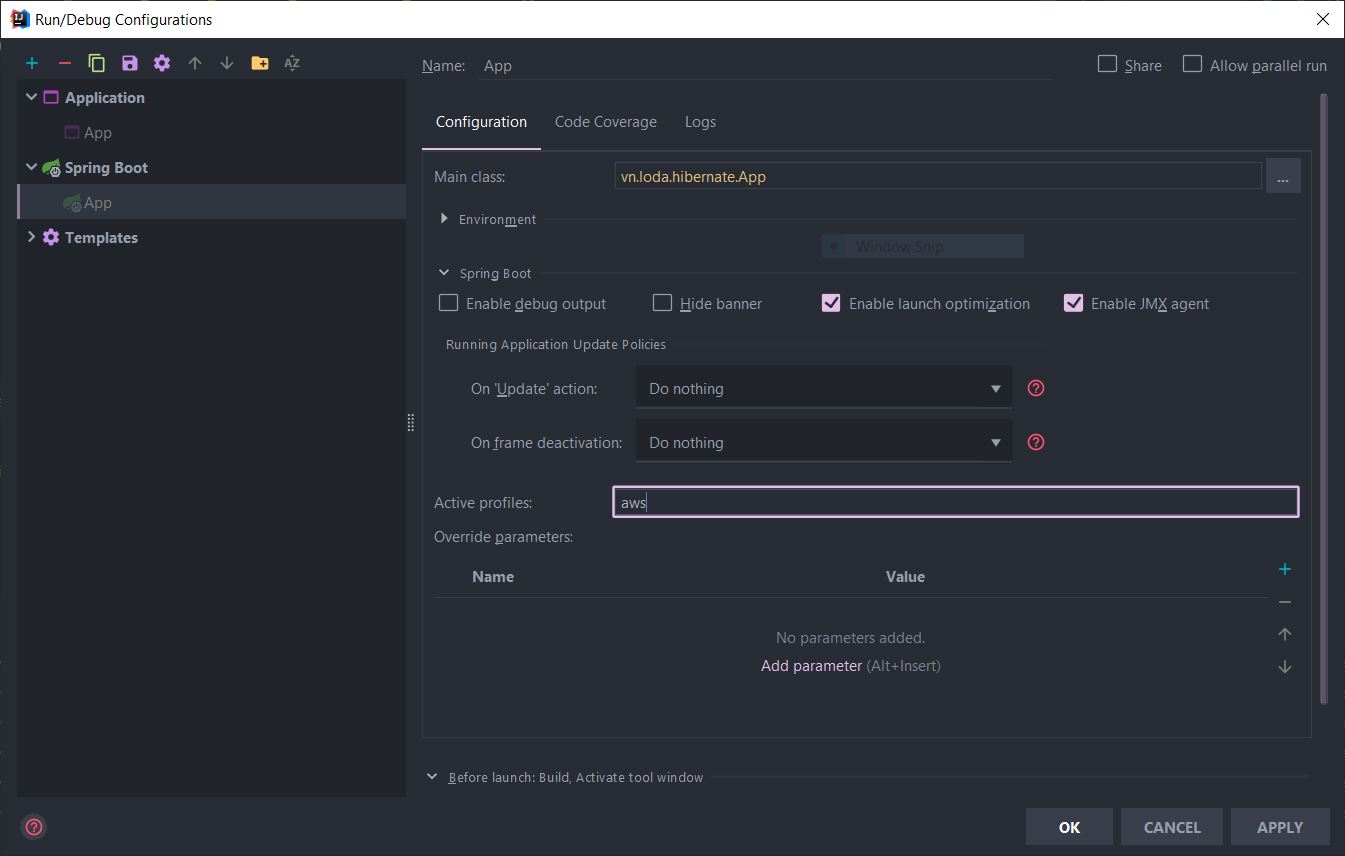 Run/Debug Configurations
Name: App
Share
Allow parallel run
Application
App
Spring Boot
App
Templates
Configuration
Code Coverage
Logs
Main class: vn.loda.hibernate.App ...
Environment
Window Snip
Spring Boot
Enable debug output
Hide banner
Enable launch optimization
Enable JMX agent
Running Application Update Policies
On 'Update' action: Do nothing
On frame deactivation: Do nothing
Active profiles: aws
Override parameters:
Name Value
No parameters added.
Add parameter (Alt+Insert)
Before launch: Build, Activate tool window
OK CANCEL APPLY